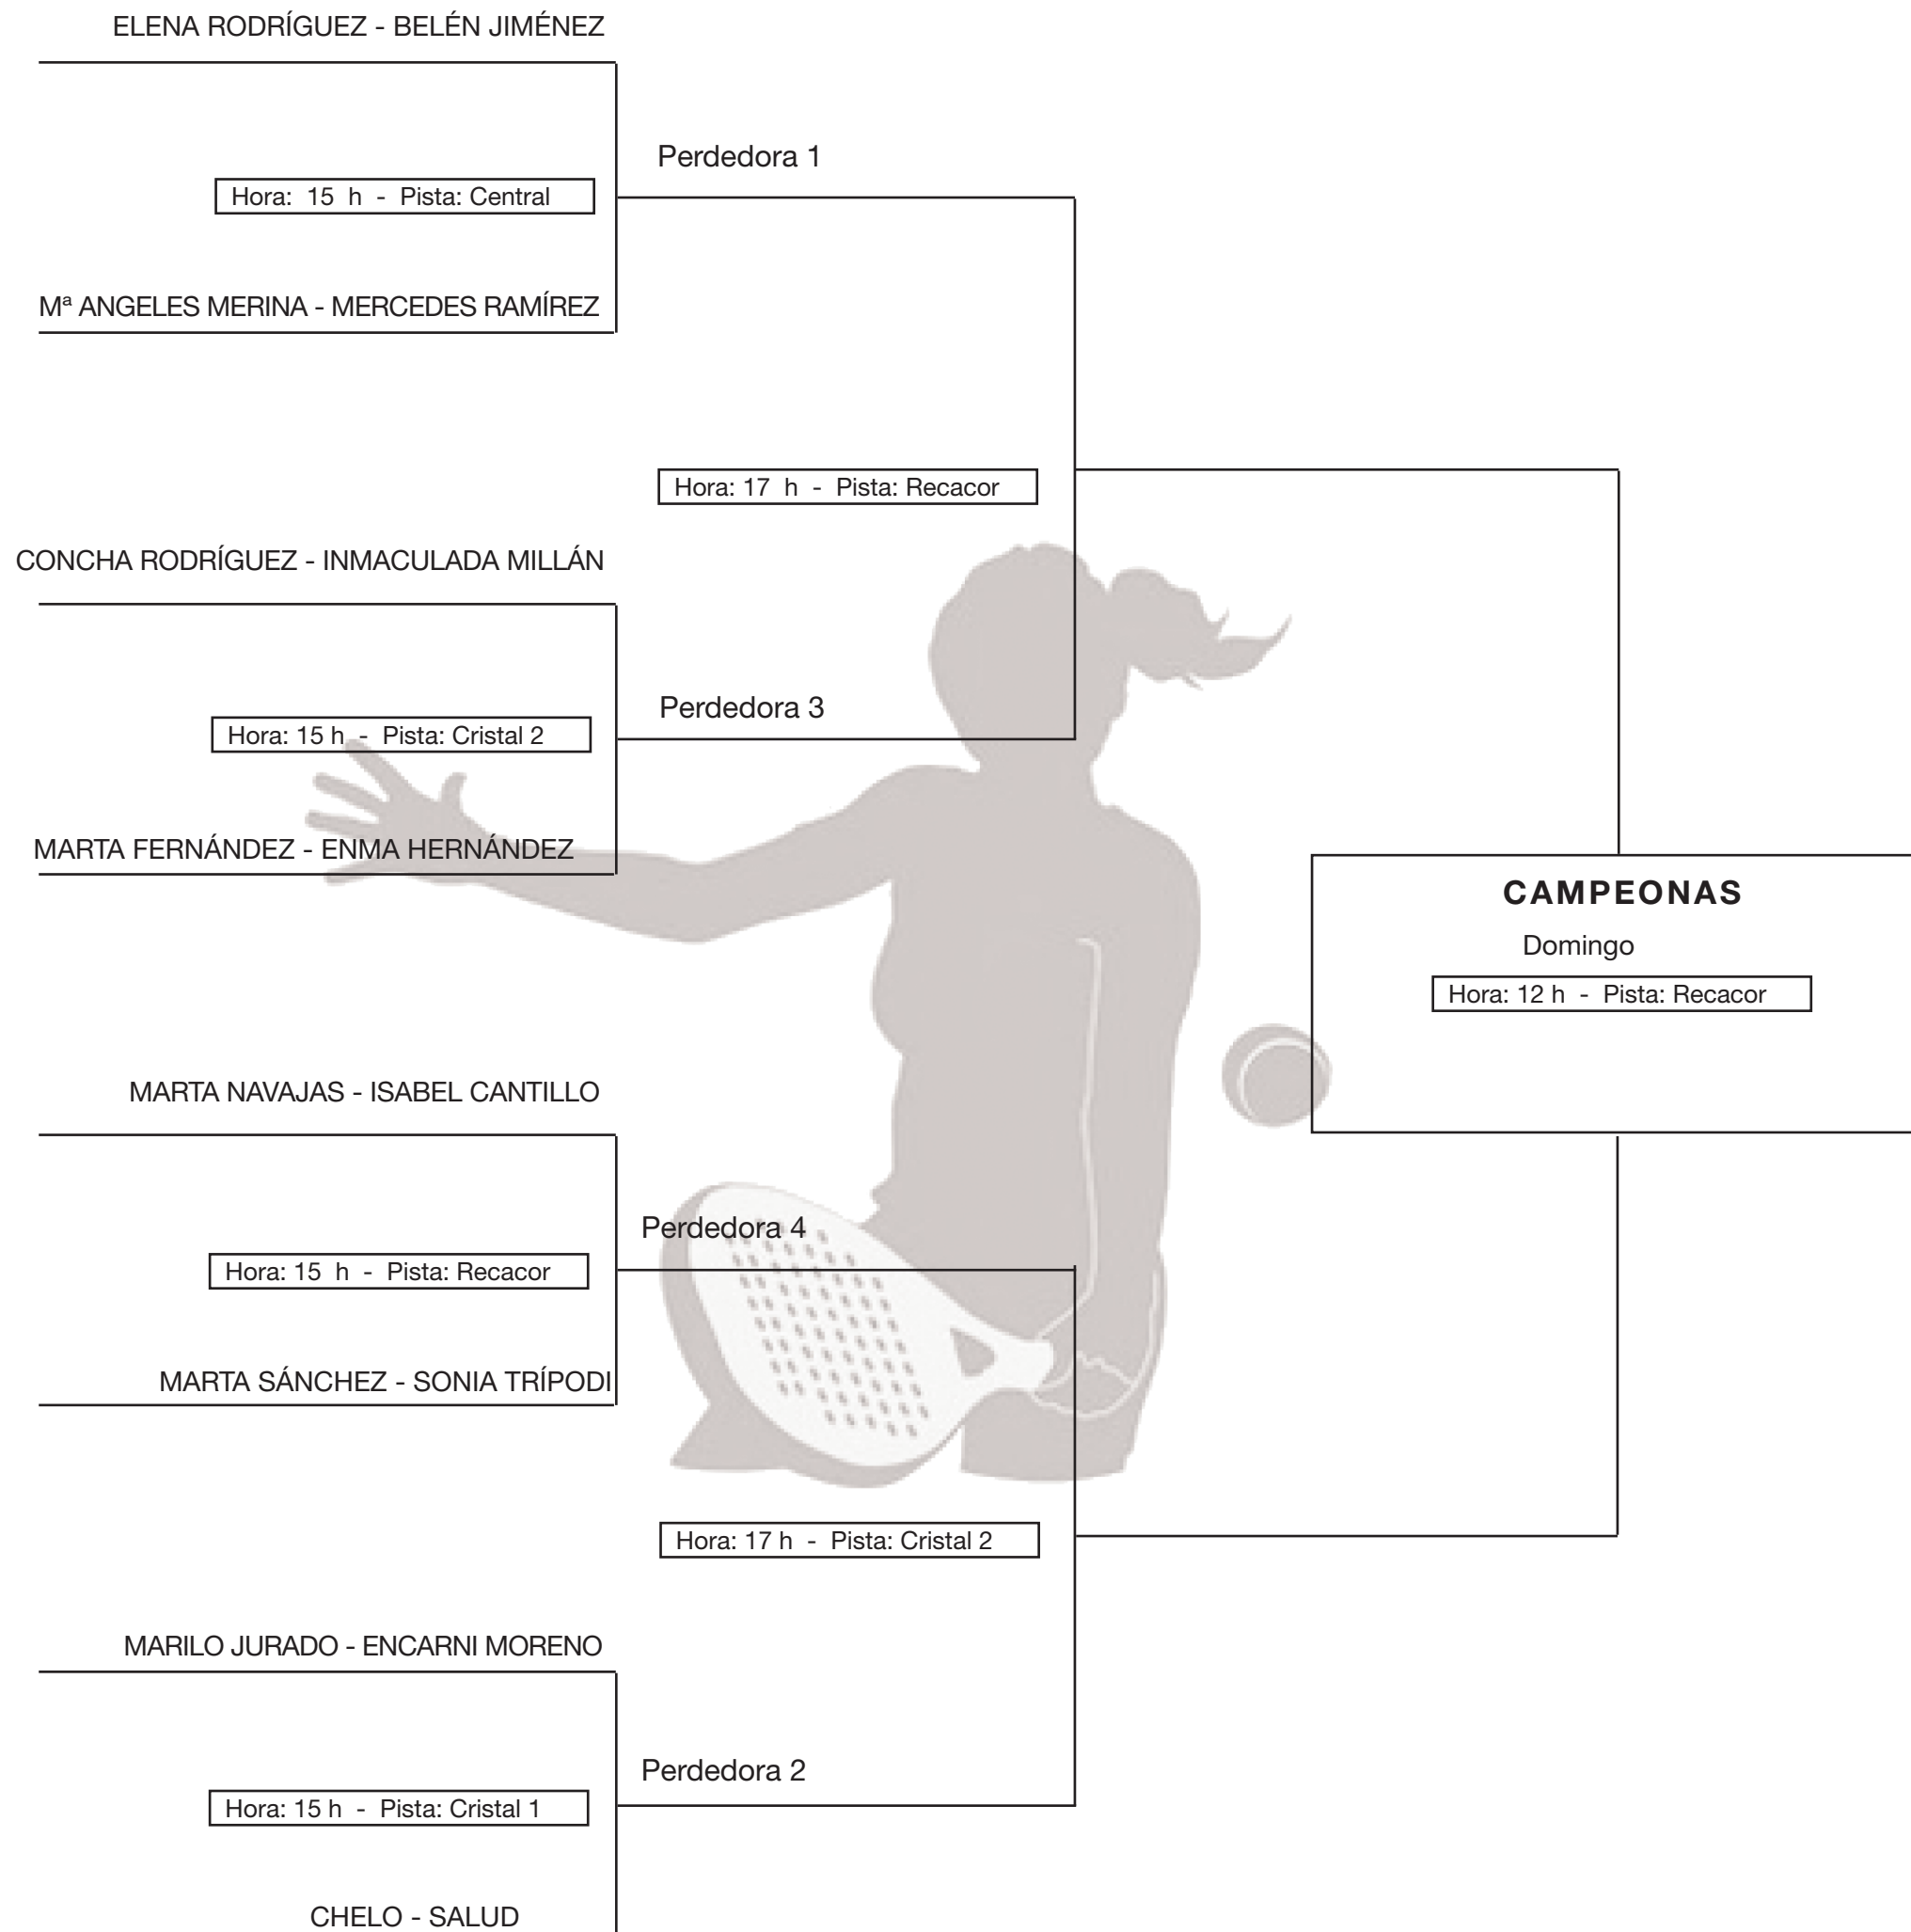 ELENA RODRÍGUEZ - BELÉN JIMÉNEZ
Perdedora 1
Hora: 15 h - Pista: Central
Mª ANGELES MERINA - MERCEDES RAMÍREZ
Hora: 17 h - Pista: Recacor
CONCHA RODRÍGUEZ - INMACULADA MILLÁN
Perdedora 3
Hora: 15 h - Pista: Cristal 2
MARTA FERNÁNDEZ - ENMA HERNÁNDEZ
CAMPEONAS
Domingo
Hora: 12 h - Pista: Recacor
MARTA NAVAJAS - ISABEL CANTILLO
Perdedora 4
Hora: 15 h - Pista: Recacor
MARTA SÁNCHEZ - SONIA TRÍPODI
Hora: 17 h - Pista: Cristal 2
MARILO JURADO - ENCARNI MORENO
Perdedora 2
Hora: 15 h - Pista: Cristal 1
CHELO - SALUD